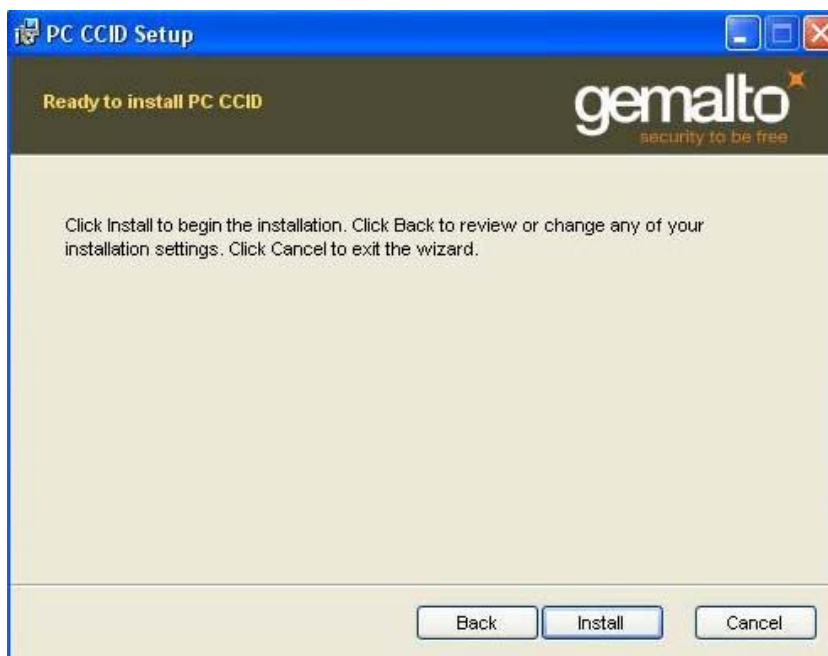 PC CCID Setup
Ready to install PC CCID
gemalto
security to be free
Click Install to begin the installation. Click Back to review or change any of your
installation settings. Click Cancel to exit the wizard.
Back
Install
Cancel